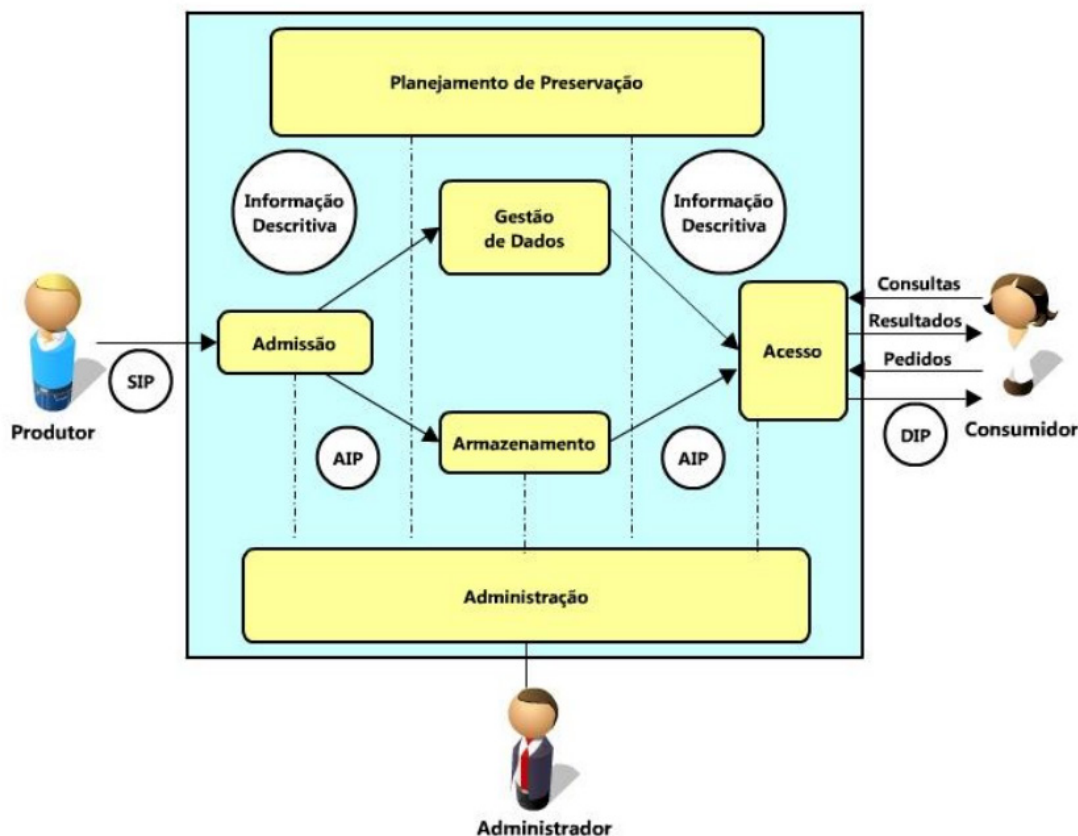 Planejamento de Preservação
Informação
Descritiva
Gestão
de Dados
Informação
Descritiva
Produtor
SIP
Admissão
AIP
Armazenamento
AIP
Acesso
Consultas
Resultados
Pedidos
DIP
Consumidor
Administração
Administrador